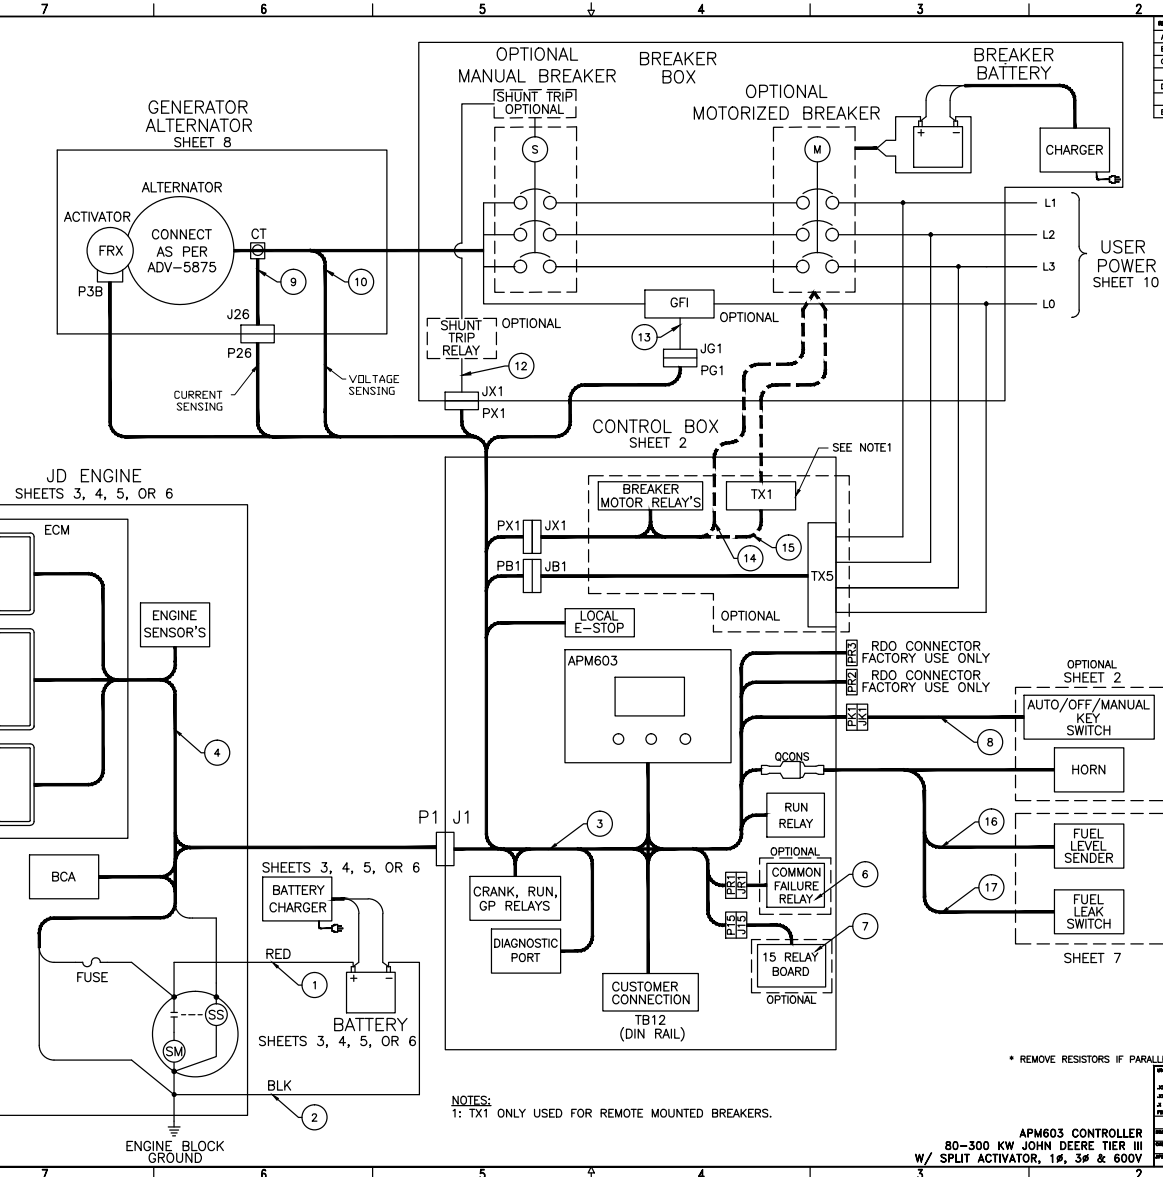 7
6
5
4
3
2
OPTIONAL
MANUAL BREAKER
BREAKER
BOX
BREAKER
BATTERY
SHUNT TRIP
OPTIONAL
OPTIONAL
MOTORIZED BREAKER
GENERATOR
ALTERNATOR
SHEET 8
S
M
+ −
CHARGER
ALTERNATOR
ACTIVATOR
FRX
CONNECT
AS PER
ADV-5875
CT
P3B
9
10
J26
P26
CURRENT
SENSING
VOLTAGE
SENSING
L1
L2
L3
L0
USER
POWER
SHEET 10
GFI
OPTIONAL
13
JG1
PG1
SHUNT
TRIP
RELAY
OPTIONAL
12
JX1
PX1
CONTROL BOX
SHEET 2
SEE NOTE1
JD ENGINE
SHEETS 3, 4, 5, OR 6
ECM
BREAKER
MOTOR RELAY'S
TX1
PX1
JX1
14
15
PB1
JB1
TX5
OPTIONAL
LOCAL
E-STOP
ENGINE
SENSOR'S
APM603
PR3
RDO CONNECTOR
FACTORY USE ONLY
PR2
RDO CONNECTOR
FACTORY USE ONLY
OPTIONAL
SHEET 2
PK1
JK1
AUTO/OFF/MANUAL
KEY
SWITCH
8
4
QCONS
HORN
P1
J1
3
RUN
RELAY
16
FUEL
LEVEL
SENDER
BCA
SHEETS 3, 4, 5, OR 6
BATTERY
CHARGER
CRANK, RUN,
GP RELAYS
OPTIONAL
PR1
JR1
COMMON
FAILURE
RELAY
6
17
FUEL
LEAK
SWITCH
P15
J15
7
DIAGNOSTIC
PORT
15 RELAY
BOARD
OPTIONAL
SHEET 7
RED
FUSE
1
+ −
CUSTOMER
CONNECTION
TB12
(DIN RAIL)
SS
SM
BATTERY
SHEETS 3, 4, 5, OR 6
BLK
2
* REMOVE RESISTORS IF PARALLE
NOTES:
1: TX1 ONLY USED FOR REMOTE MOUNTED BREAKERS.
ENGINE BLOCK
GROUND
APM603 CONTROLLER
80-300 KW JOHN DEERE TIER III
W/ SPLIT ACTIVATOR, 1ø, 3ø & 600V
7
6
5
4
3
2